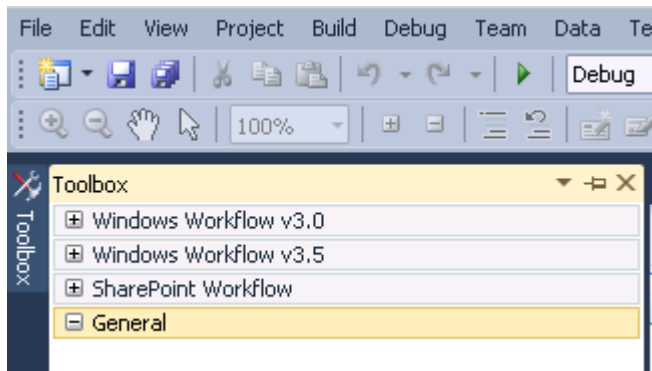 File Edit View Project Build Debug Team Data Te
Debug
100%
Toolbox
Toolbox
Windows Workflow v3.0
Windows Workflow v3.5
SharePoint Workflow
General